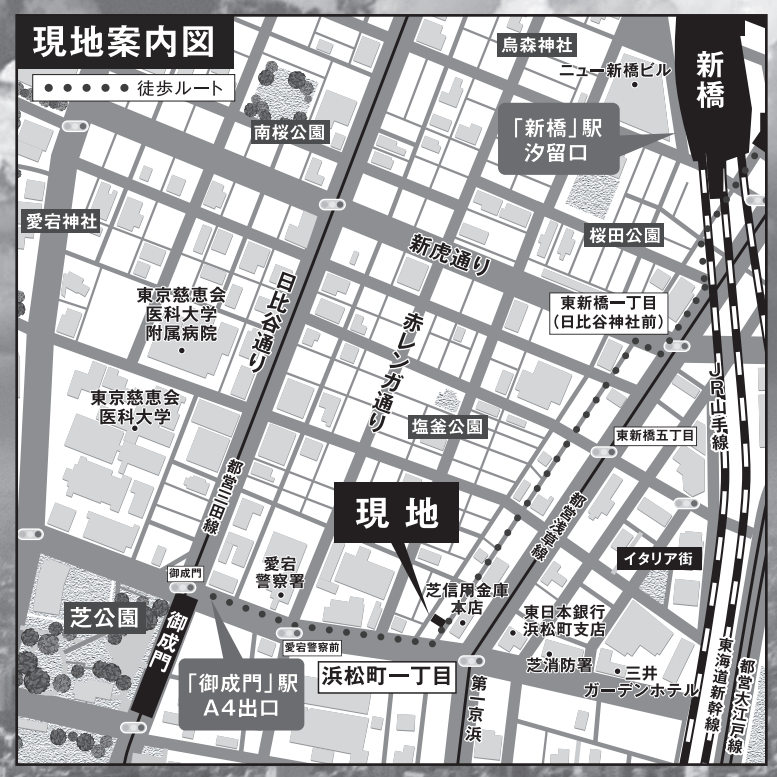 現地案内図
徒歩ルート
烏森神社
ニュー新橋ビル
新橋
南桜公園
「新橋」駅
汐留口
愛宕神社
桜田公園
新虎通り
東京慈恵会
医科大学
附属病院
日比谷通り
東新橋一丁目
(日比谷神社前)
赤レンガ通り
JR山手線
東京慈恵会
医科大学
塩釜公園
東新橋五丁目
都営三田線
現地
都営浅草線
イタリア街
愛宕
警察署
御成門
芝信用金庫
本店
芝公園
御成門
東日本銀行
浜松町支店
愛宕警察前
芝消防署
「御成門」駅
A4出口
浜松町一丁目
三井
ガーデンホテル
第一京浜
東海道新幹線
都営大江戸線